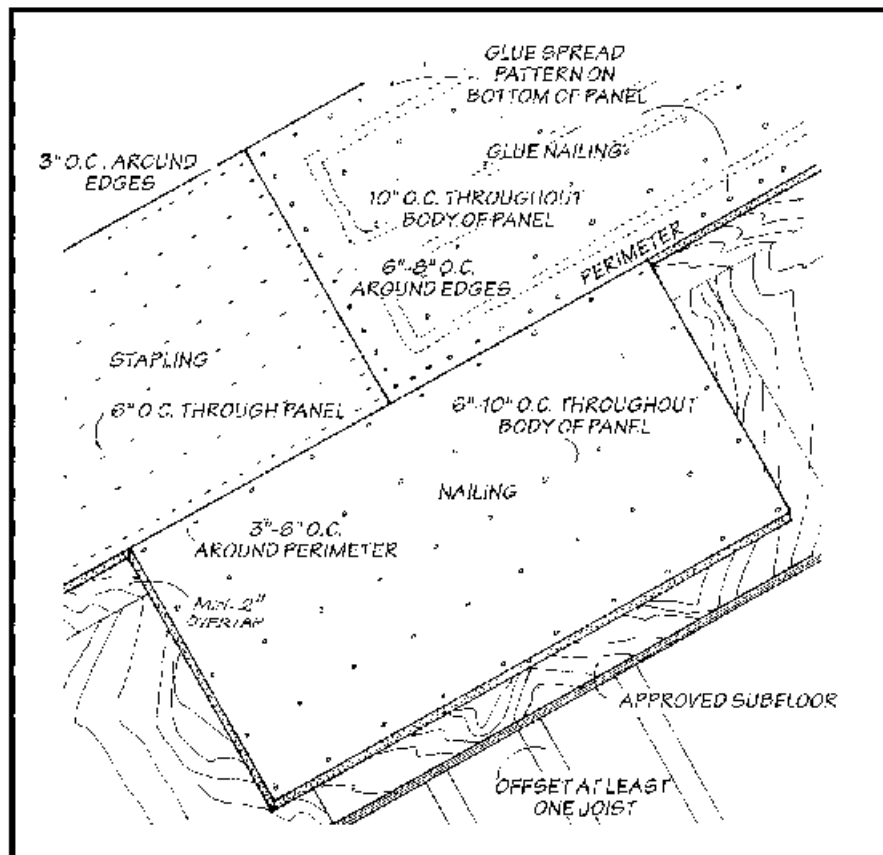 GLUE SPREAD
PATTERN ON
BOTTOM OF PANEL
3" O.C. AROUND
EDGES
GLUE NAILING
10" O.C. THROUGHOUT
BODY OF PANEL
PERIMETER
6"-8" O.C.
AROUND EDGES
STAPLING
6" O.C. THROUGH PANEL
6"-10" O.C. THROUGHOUT
BODY OF PANEL
NAILING
3"-6" O.C.
AROUND PERIMETER
MIN. 2"
OVERLAP
APPROVED SUBFLOOR
OFFSET AT LEAST
ONE JOIST